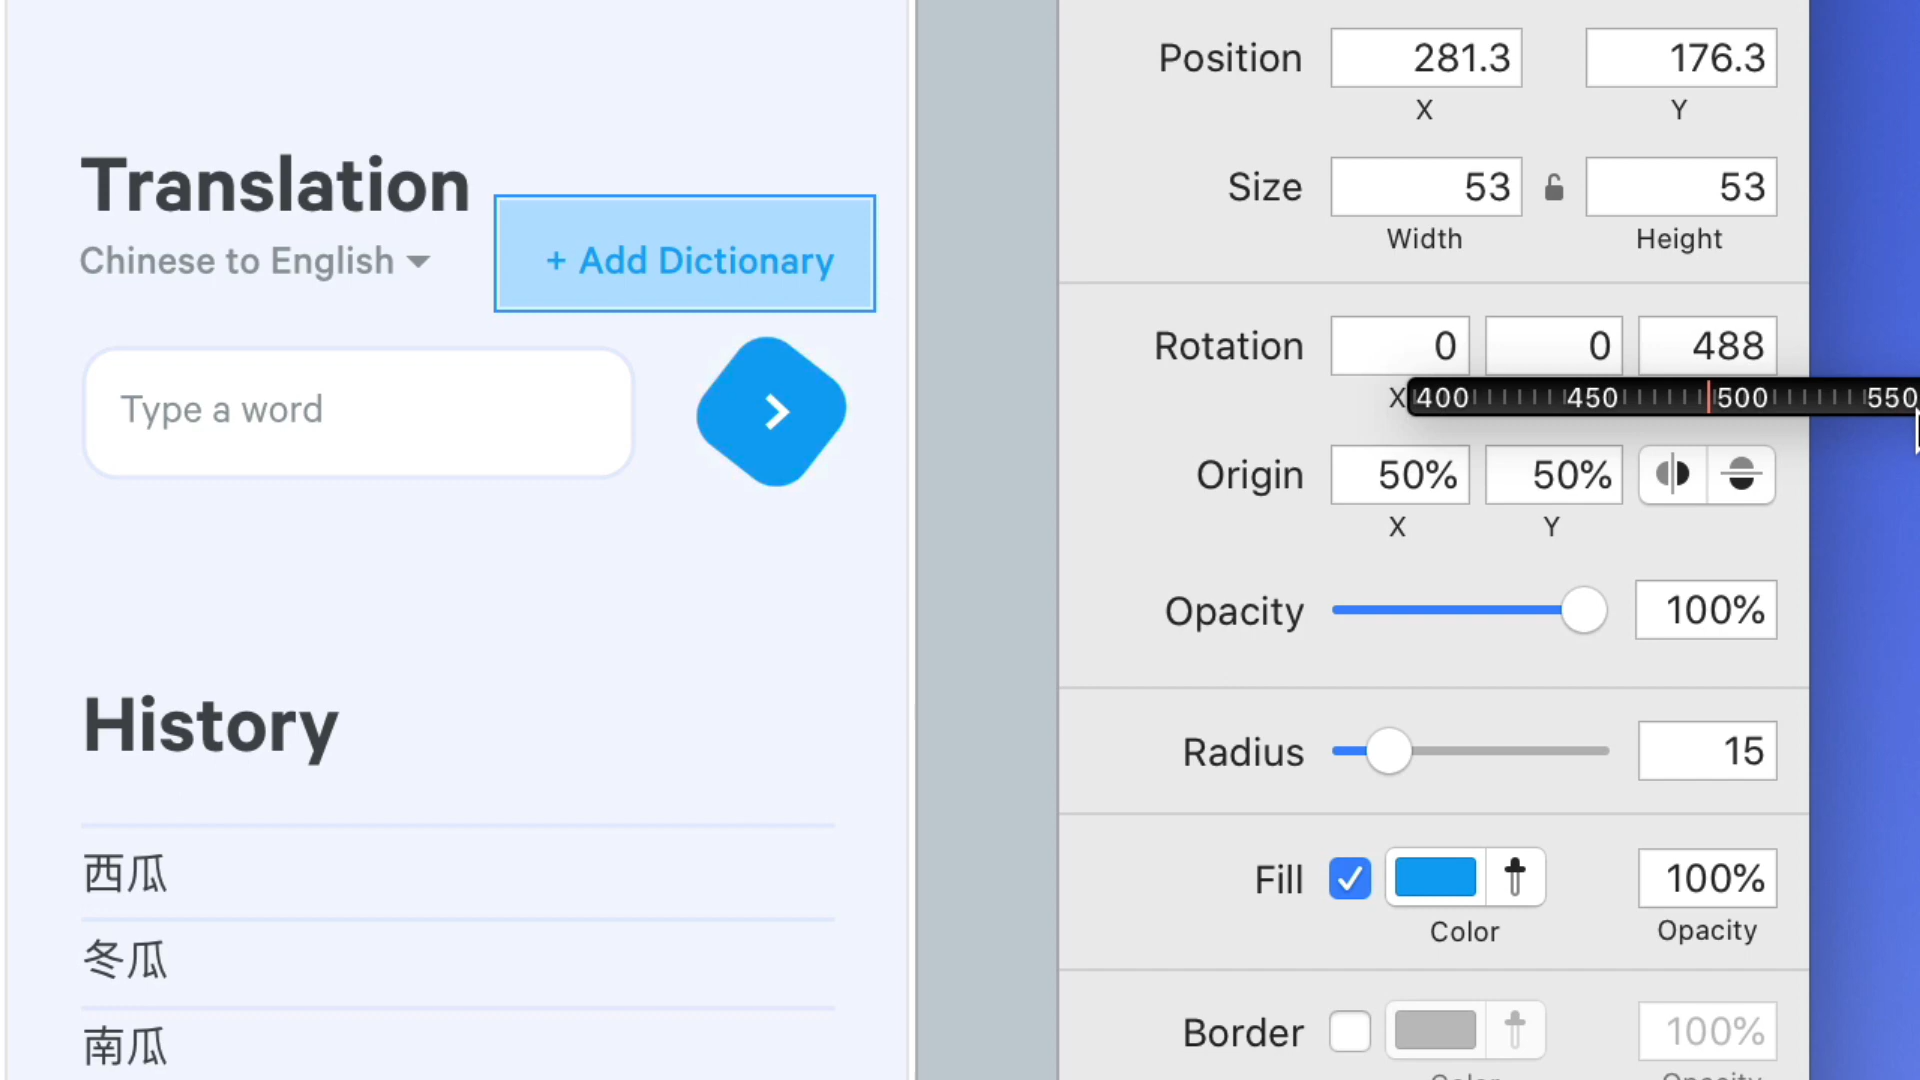 Translation
Chinese to English
+ Add Dictionary
Type a word
History
西瓜
冬瓜
南瓜
Position 281.3 176.3
X Y
Size 53 53
Width Height
Rotation 0 0 488
X 400 450 500 550
Origin 50% 50%
X Y
Opacity 100%
Radius 15
Fill 100%
Color Opacity
Border 100%
Color Opacity